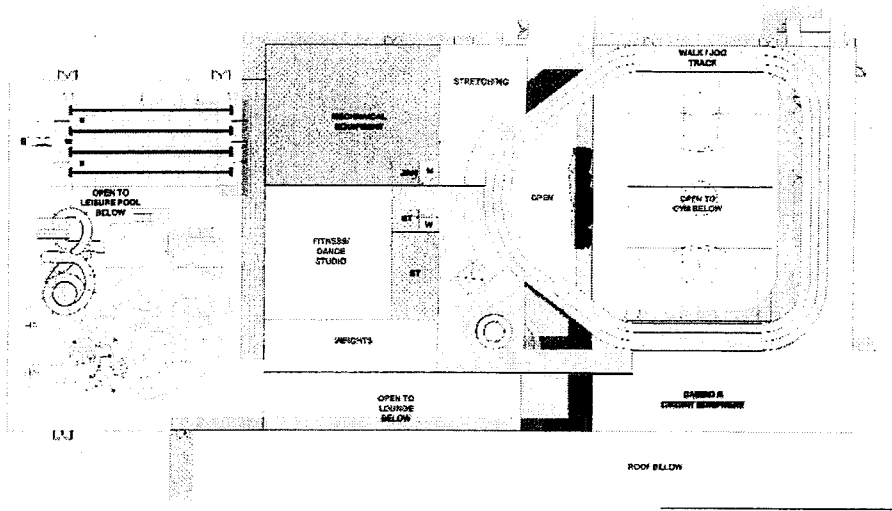 WALK / JOG
TRACK
STRETCHING
MECHANICAL
EQUIPMENT
OPEN TO
LEISURE POOL
BELOW
OPEN
OPEN TO
GYM BELOW
ST
W
FITNESS/
DANCE
STUDIO
ST
WEIGHTS
OPEN TO
LOUNGE
BELOW
CARDIO &
CIRCUIT EQUIPMENT
ROOF BELOW